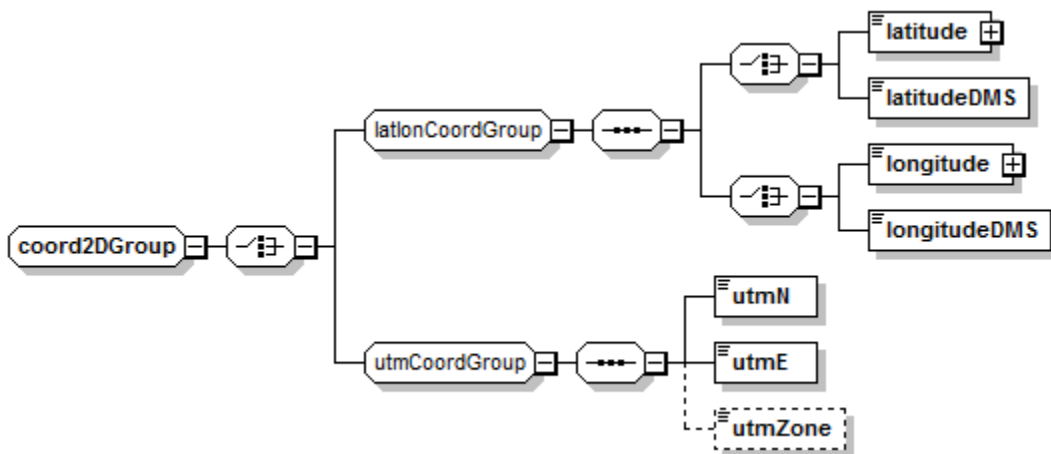 latitude
latitudeDMS
latlonCoordGroup
longitude
longitudeDMS
coord2DGroup
utmN
utmCoordGroup
utmE
utmZone